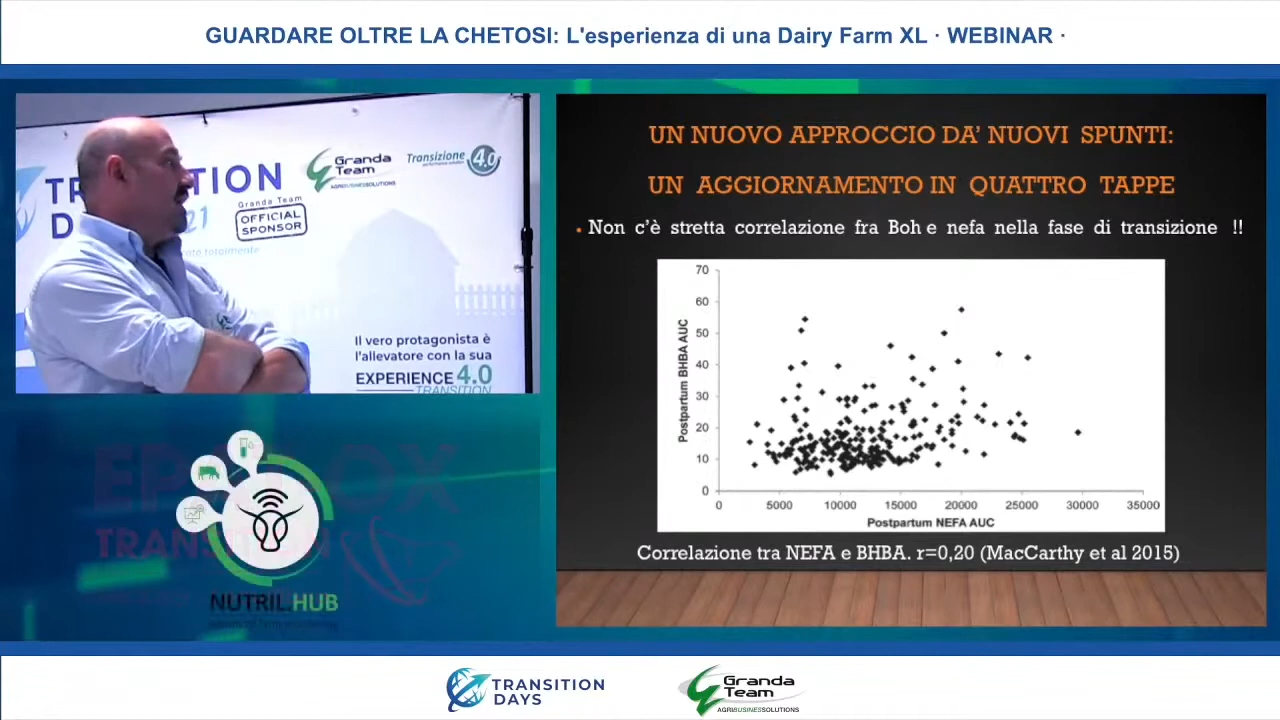 GUARDARE OLTRE LA CHETOSI: L'esperienza di una Dairy Farm XL · WEBINAR ·
TRANSITION
Granda
Team
AGRIBUSINESSOLUTIONS
Transizione 4.0
21
Granda Team
OFFICIAL
SPONSOR
totalmente
Il vero protagonista è
l'allevatore con la sua
EXPERIENCE 4.0
TRANSITION
TRANSITION
NUTRIL.HUB
UN NUOVO APPROCCIO DA' NUOVI SPUNTI:
UN AGGIORNAMENTO IN QUATTRO TAPPE
• Non c'è stretta correlazione fra Boh e nefa nella fase di transizione !!
Postpartum BHBA AUC
70
60
50
40
30
20
10
0
0 5000 10000 15000 20000 25000 30000 35000
Postpartum NEFA AUC
Correlazione tra NEFA e BHBA. r=0,20 (MacCarthy et al 2015)
TRANSITION
DAYS
Granda
Team
AGRIBUSINESSOLUTIONS